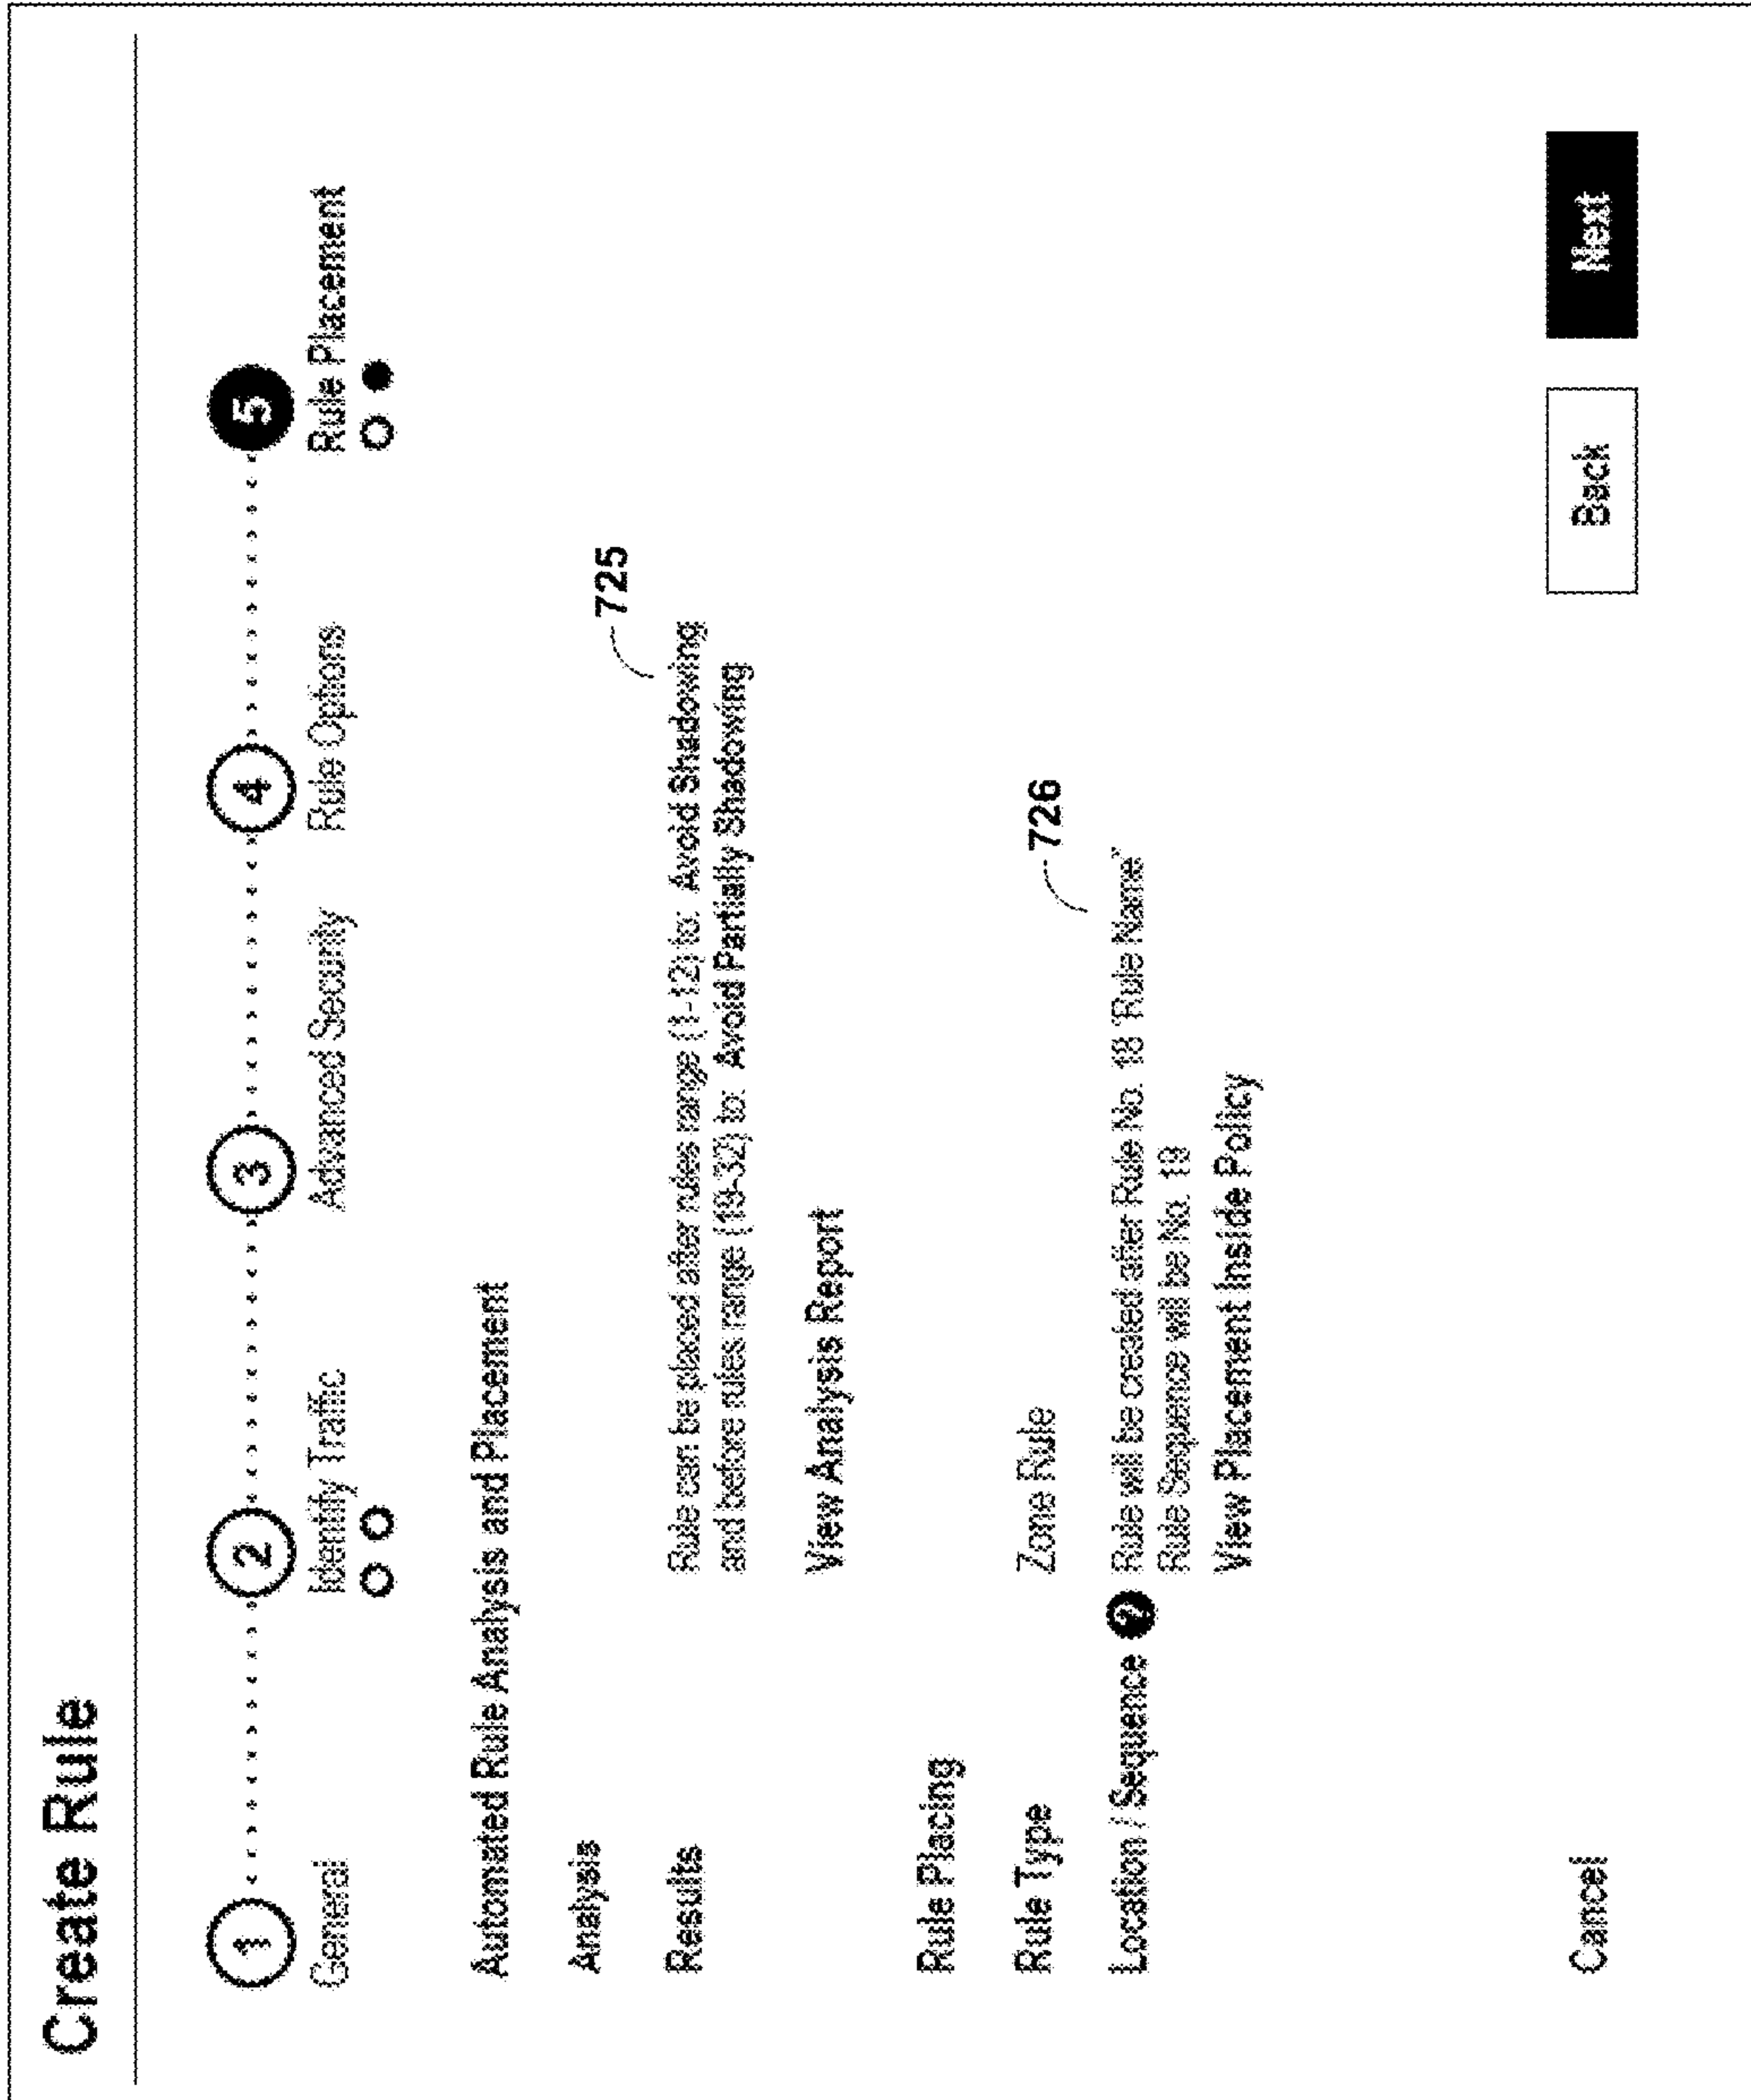 Create Rule
1 2 3 4 5
General Identify Traffic Advanced Security Rule Options Rule Placement
Automated Rule Analysis and Placement
Analysis
725
Results Rule can be placed after rules range (1-12) to: Avoid Shadowing
and before rules range (19-32) to: Avoid Partially Shadowing
View Analysis Report
Rule Placing
Rule Type Zone Rule
726
Location / Sequence ? Rule will be created after Rule No. 18 "Rule Name"
Rule Sequence will be No. 19
View Placement Inside Policy
Cancel Back Next